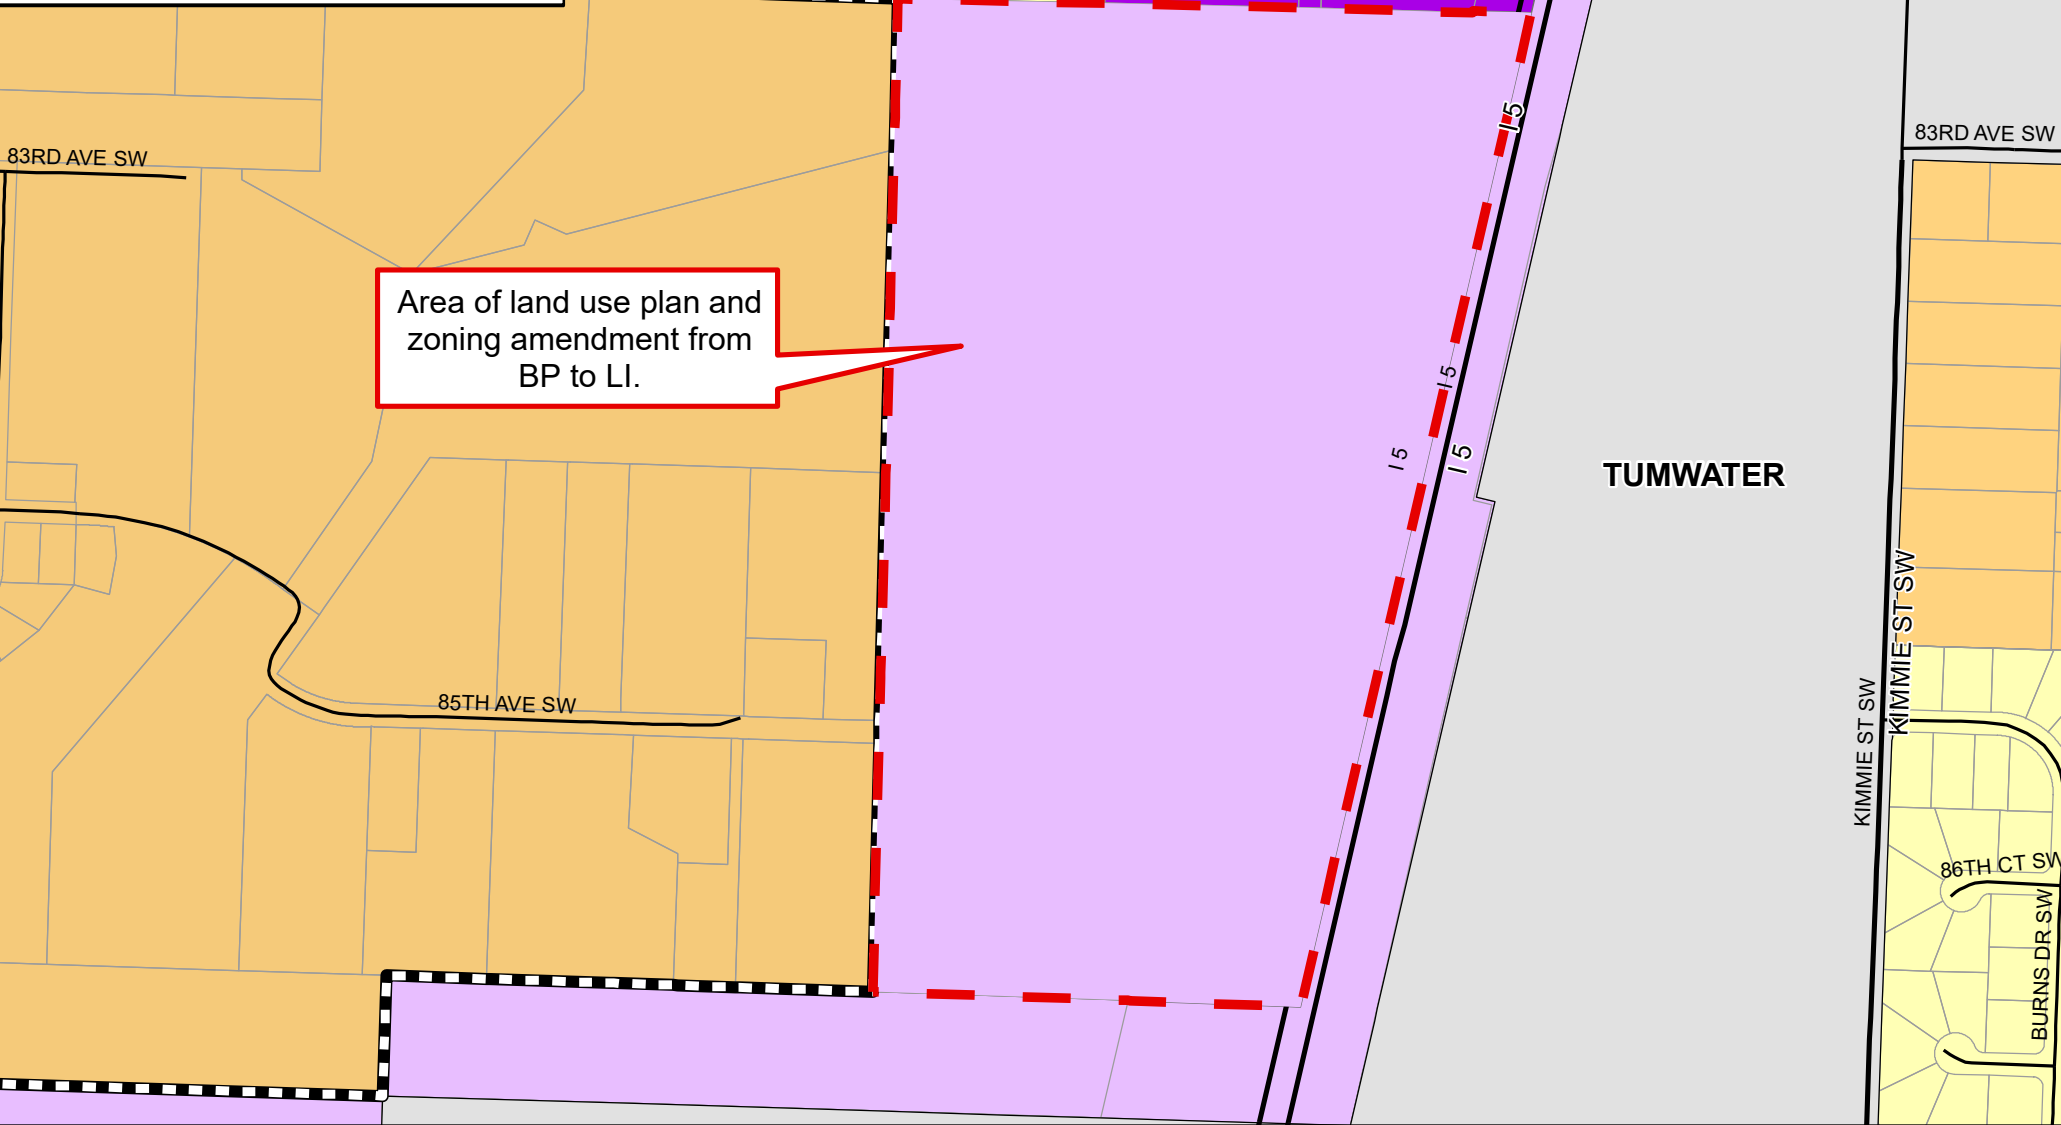 I 5
83RD AVE SW
83RD AVE SW
Area of land use plan and
zoning amendment from
BP to LI.
I 5
I 5
I 5
TUMWATER
KIMMIE ST SW
KIMMIE ST SW
85TH AVE SW
86TH CT SW
BURNS DR SW